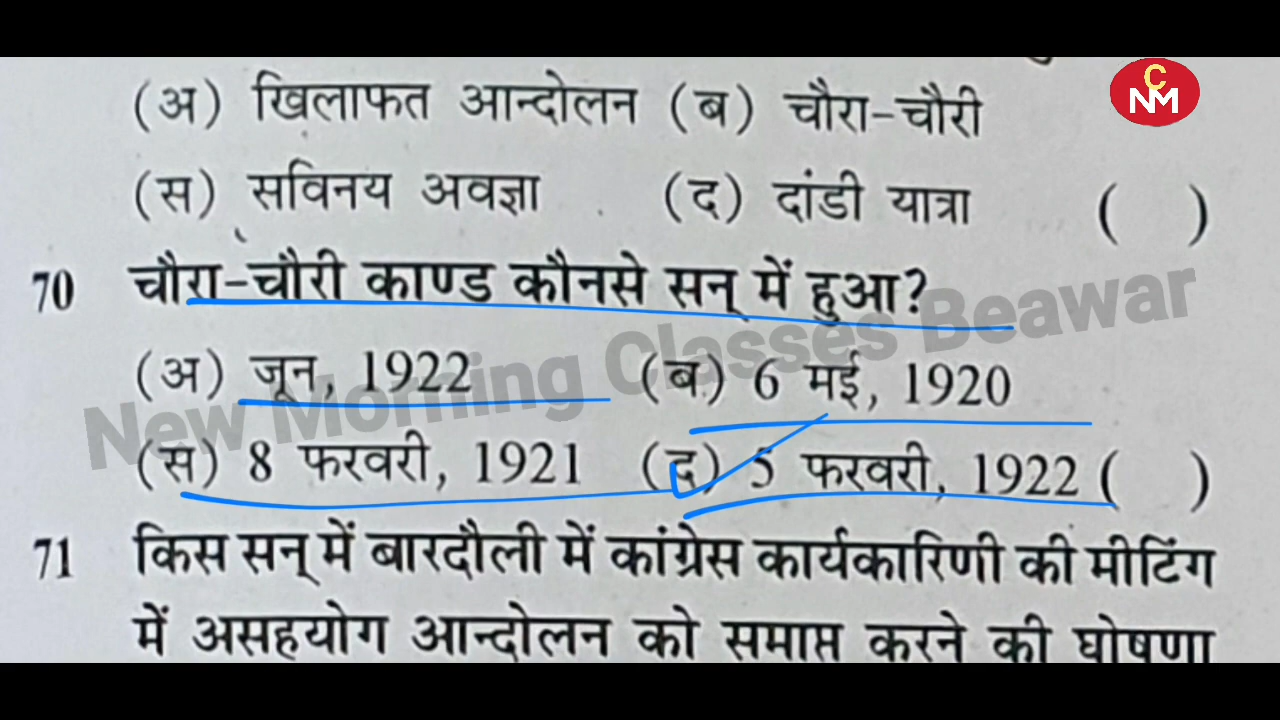 C
NM
(अ) खिलाफत आन्दोलन (ब) चौरा-चौरी
(स) सविनय अवज्ञा (द) दांडी यात्रा ( )
70 चौरा-चौरी काण्ड कौनसे सन् में हुआ?
(अ) जून, 1922 (ब) 6 मई, 1920
(स) 8 फरवरी, 1921 (द) 5 फरवरी, 1922 ( )
New Morning Classes Beawar
71 किस सन् में बारदौली में कांग्रेस कार्यकारिणी की मीटिंग
में असहयोग आन्दोलन को समाप्त करने की घोषणा